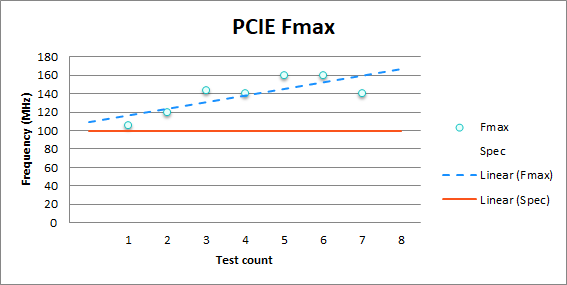 PCIE Fmax
Frequency (MHz)
180
160
140
120
100
80
60
40
20
0
1 2 3 4 5 6 7 8
Test count
Fmax
Spec
Linear (Fmax)
Linear (Spec)